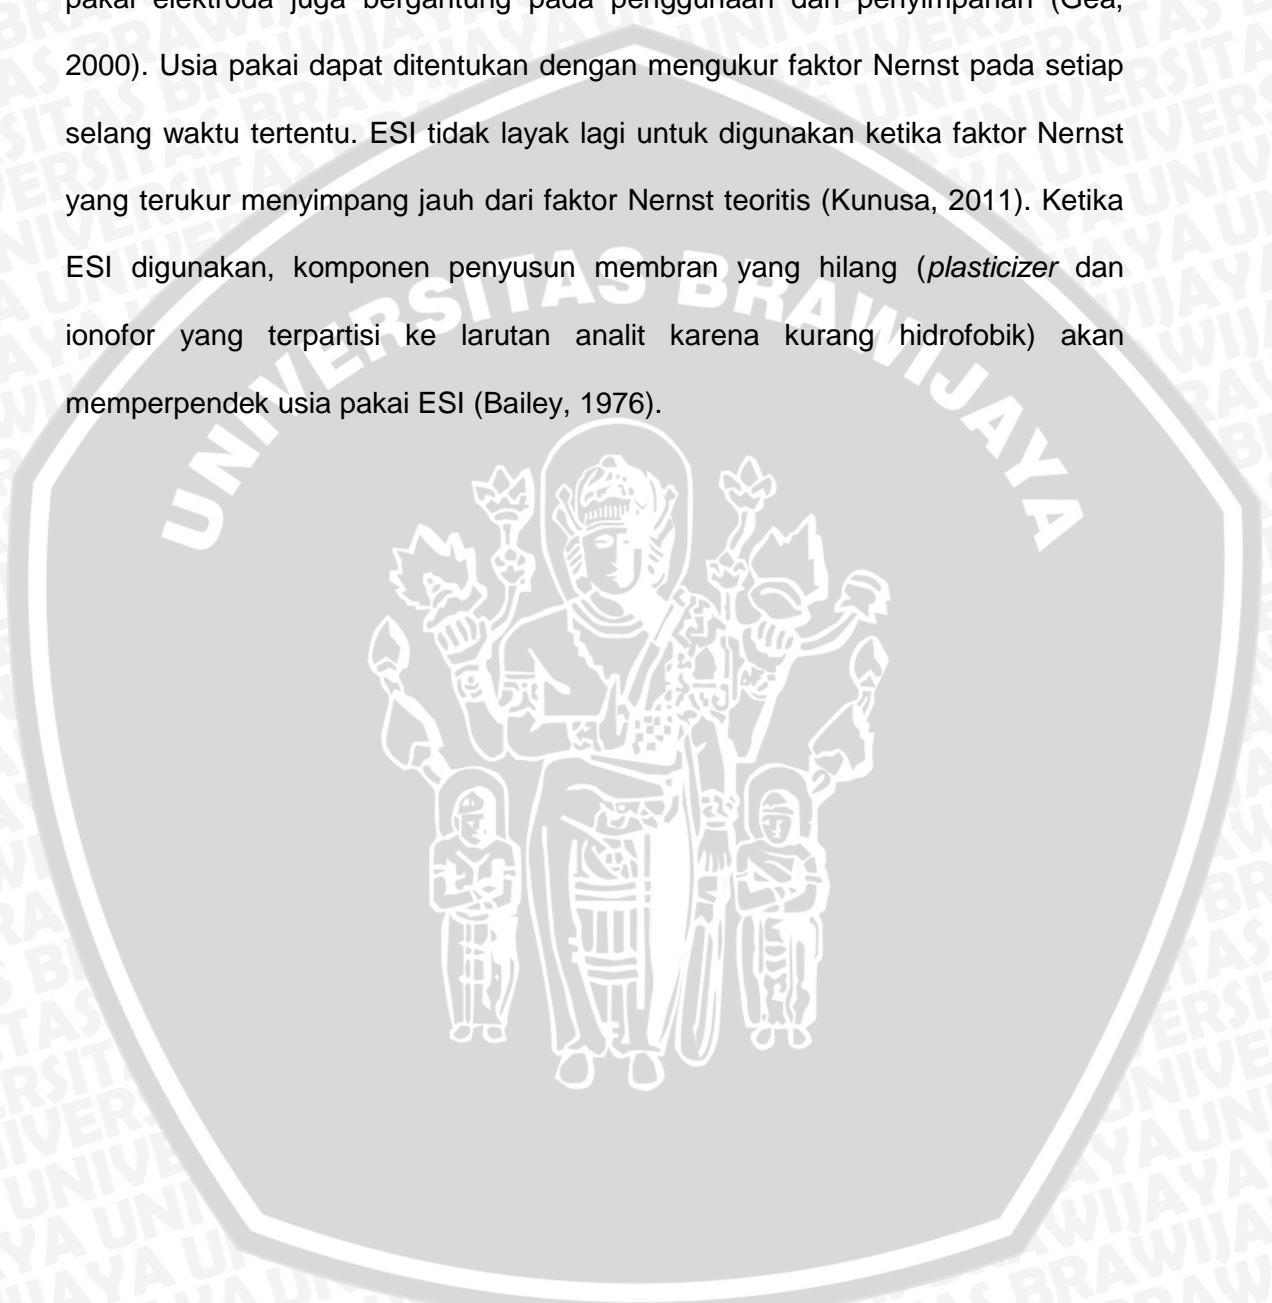 pakai elektroda juga bergantung pada penggunaan dan penyimpanan (Gea,
2000). Usia pakai dapat ditentukan dengan mengukur faktor Nernst pada setiap
selang waktu tertentu. ESI tidak layak lagi untuk digunakan ketika faktor Nernst
yang terukur menyimpang jauh dari faktor Nernst teoritis (Kunusa, 2011). Ketika
ESI digunakan, komponen penyusun membran yang hilang (plasticizer dan
ionofor yang terpartisi ke larutan analit karena kurang hidrofobik) akan
memperpendek usia pakai ESI (Bailey, 1976).
UNIVERSITAS BRAWIJAYA